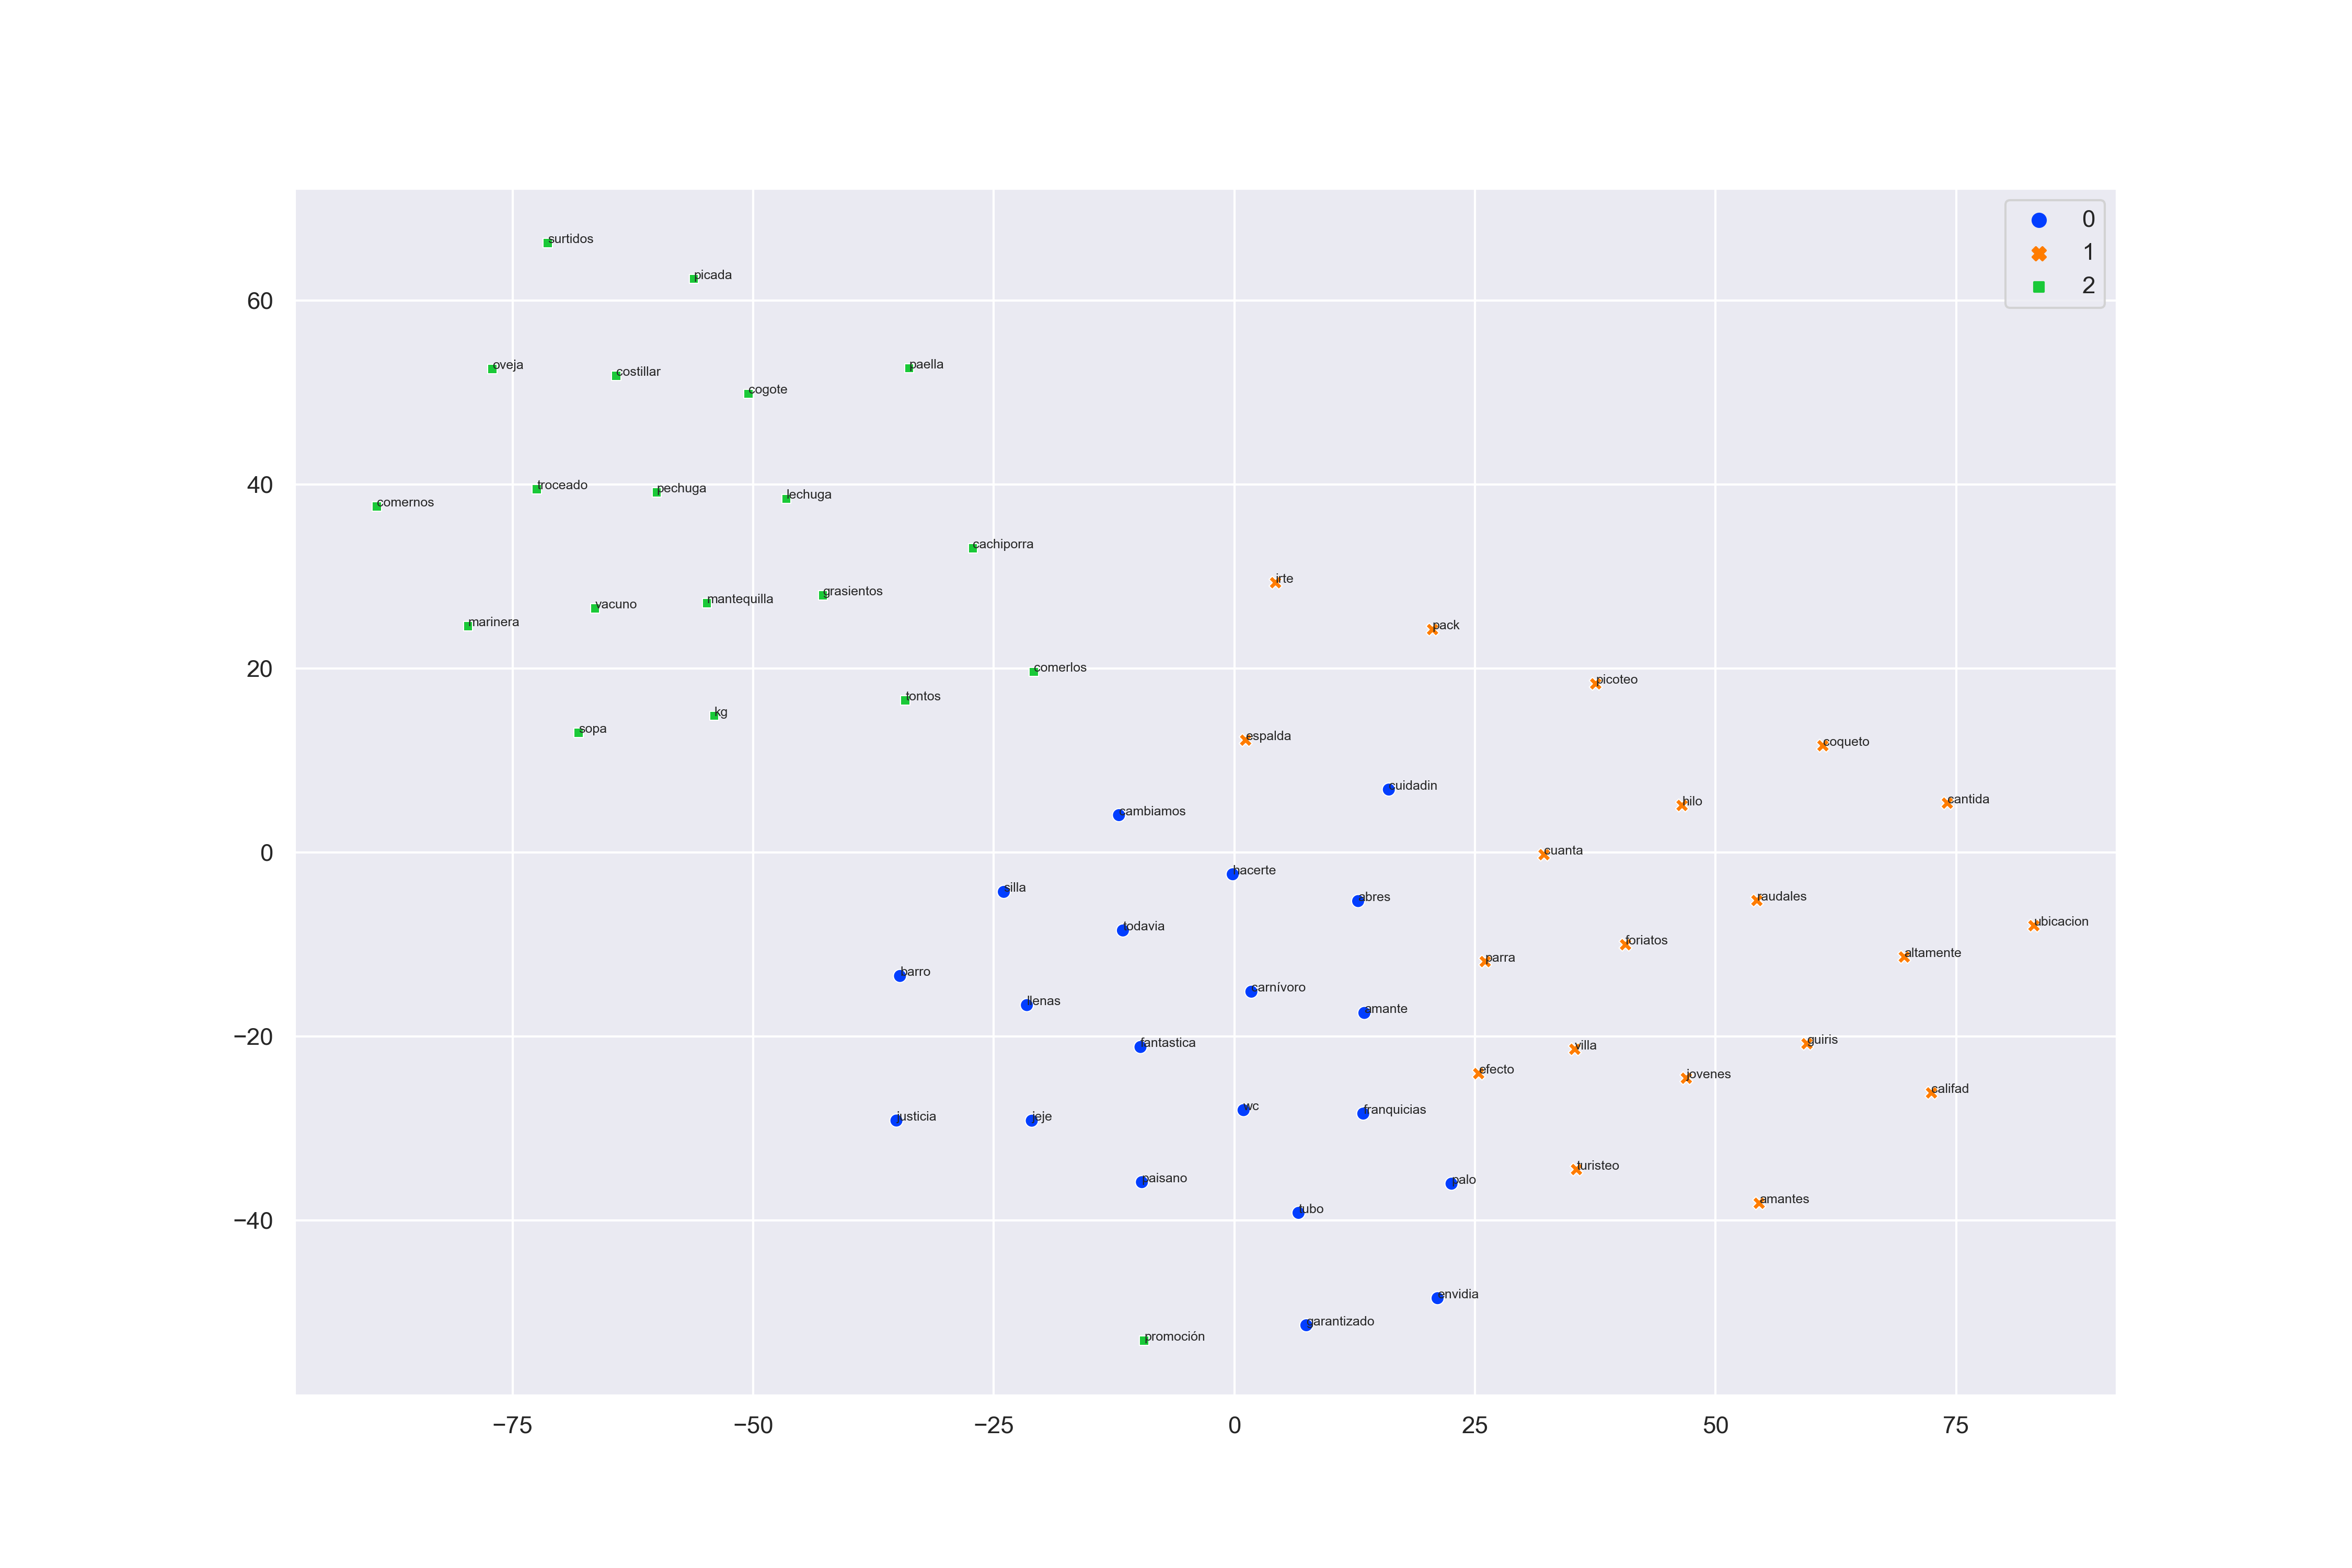 surtidos
0
1
2
picada
60
oveja
costillar
paella
cogote
40
troceado
pechuga
lechuga
comernos
cachiporra
irte
grasientos
mantequilla
vacuno
marinera
pack
20
comerlos
picoteo
tontos
kg
sopa
espalda
coqueto
cuidadin
cambiamos
hilo
cantida
0
cuanta
hacerte
silla
abres
raudales
todavia
ubicacion
foriatos
altamente
parra
barro
carnívoro
llenas
amante
−20
fantastica
villa
guiris
efecto
jovenes
califad
wc
franquicias
justicia
jeje
turisteo
paisano
palo
amantes
tubo
−40
envidia
garantizado
promoción
−75 −50 −25 0 25 50 75